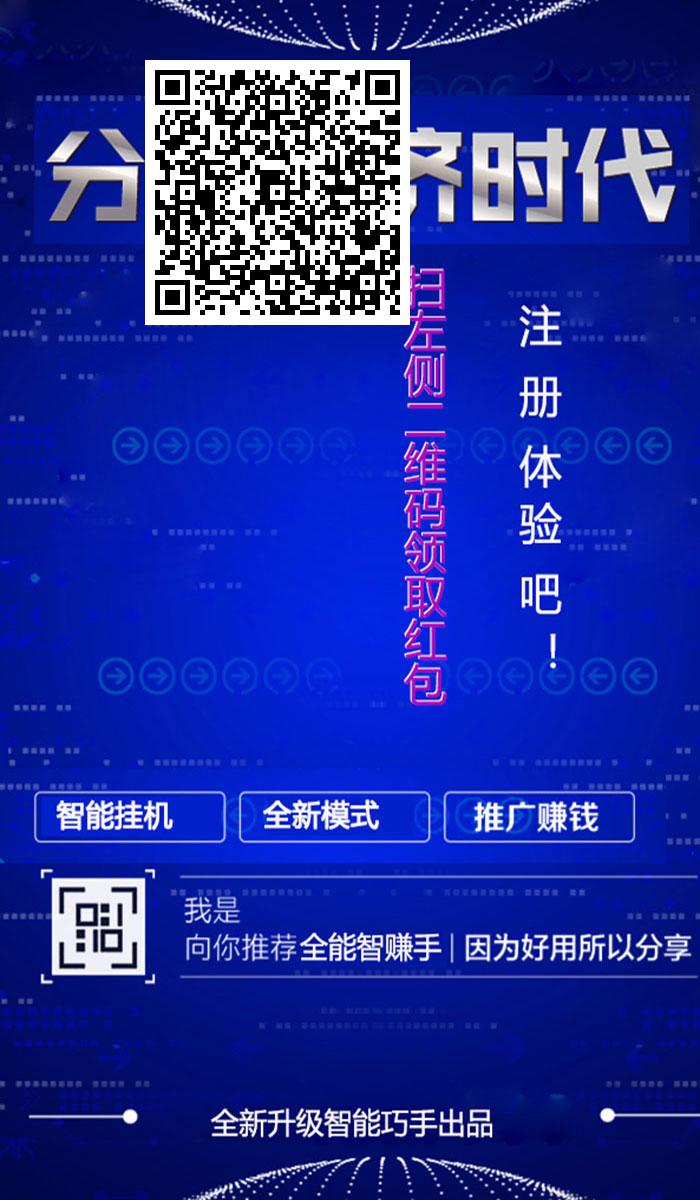 分
济时代
扫左侧二维码领取红包
注册体验吧！
智能挂机
全新模式
推广赚钱
我是
向你推荐全能智赚手|因为好用所以分享
全新升级智能巧手出品